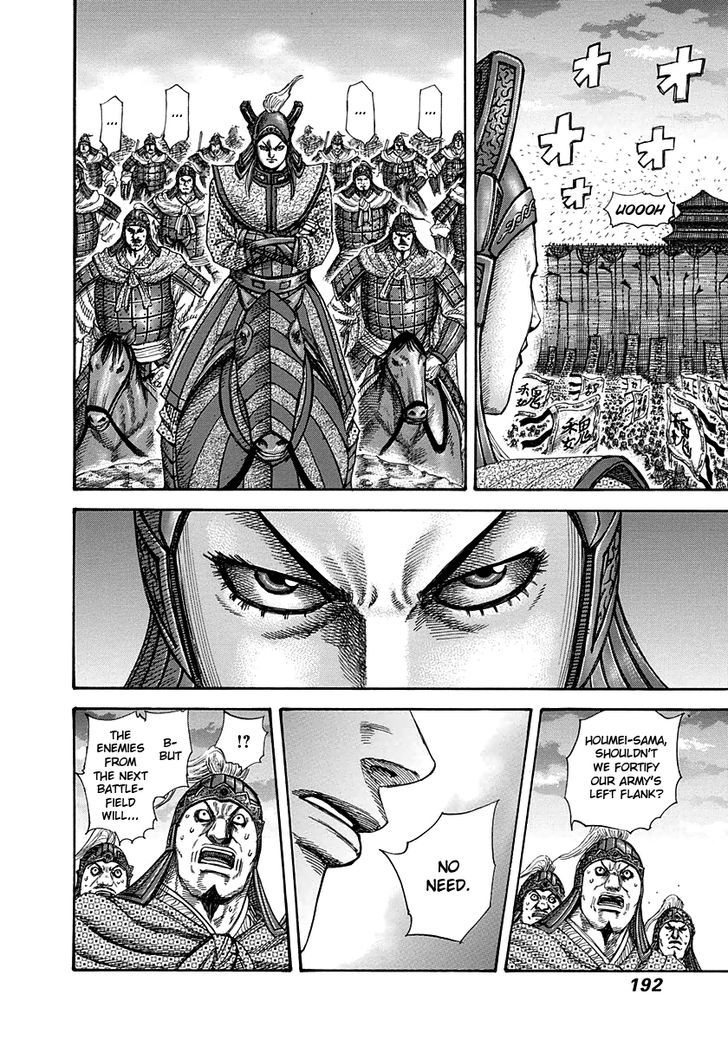 オ
オ
オ
オ
UOOOH
魏
魏
魏
...
...
...
...
HOUMEI-SAMA,
SHOULDN'T
WE FORTIFY
OUR ARMY'S
LEFT FLANK?
NO
NEED.
!?
B-
BUT
THE
ENEMIES
FROM
THE NEXT
BATTLE-
FIELD
WILL...
192